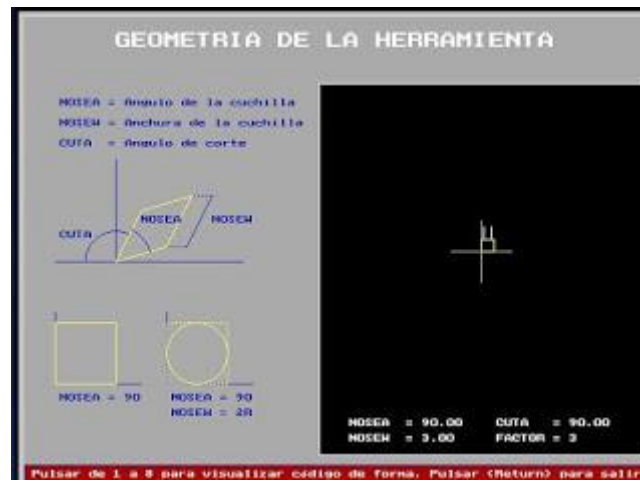 GEOMETRIA DE LA HERRAMIENTA
NOSEA = Angulo de la cuchilla
NOSEW = Anchura de la cuchilla
CUTA = Angulo de corte
NOSEA
NOSEW
CUTA
NOSEA = 90
NOSEA = 90
NOSEW = 2R
NOSEA = 90.00 CUTA = 90.00
NOSEW = 3.00 FACTOR = 3
Pulsar de 1 a 8 para visualizar código de forma. Pulsar <Return> para salir